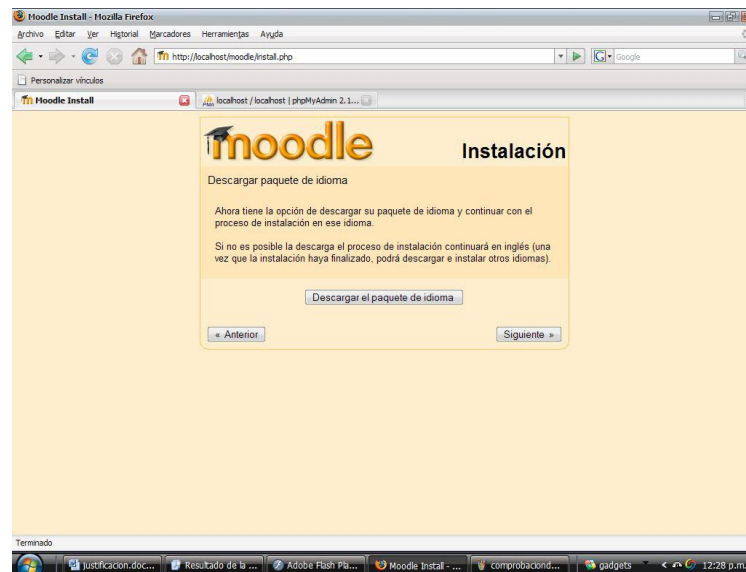 Moodle Install - Mozilla Firefox
Archivo Editar Ver Historial Marcadores Herramientas Ayuda
http://localhost/moodle/install.php
Google
Personalizar vínculos
Moodle Install
localhost / localhost | phpMyAdmin 2.1...
moodle
Instalación
Descargar paquete de idioma
Ahora tiene la opción de descargar su paquete de idioma y continuar con el
proceso de instalación en ese idioma.
Si no es posible la descarga el proceso de instalación continuará en inglés (una
vez que la instalación haya finalizado, podrá descargar e instalar otros idiomas).
Descargar el paquete de idioma
« Anterior
Siguiente »
Terminado
justificacion.doc...
Resultado de la ...
Adobe Flash Pla...
Moodle Install - ...
comprobaciond...
gadgets
12:28 p.m.